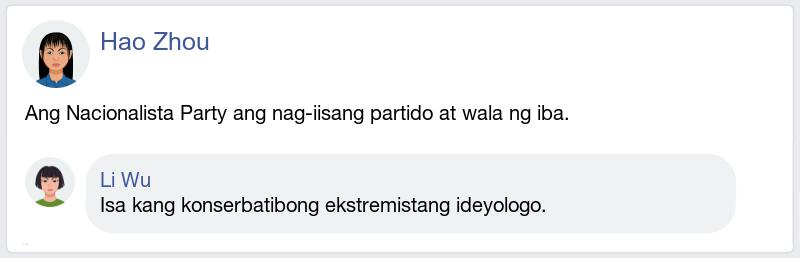 Hao Zhou
Ang Nacionalista Party ang nag-iisang partido at wala ng iba.
Li Wu
Isa kang konserbatibong ekstremistang ideyologo.